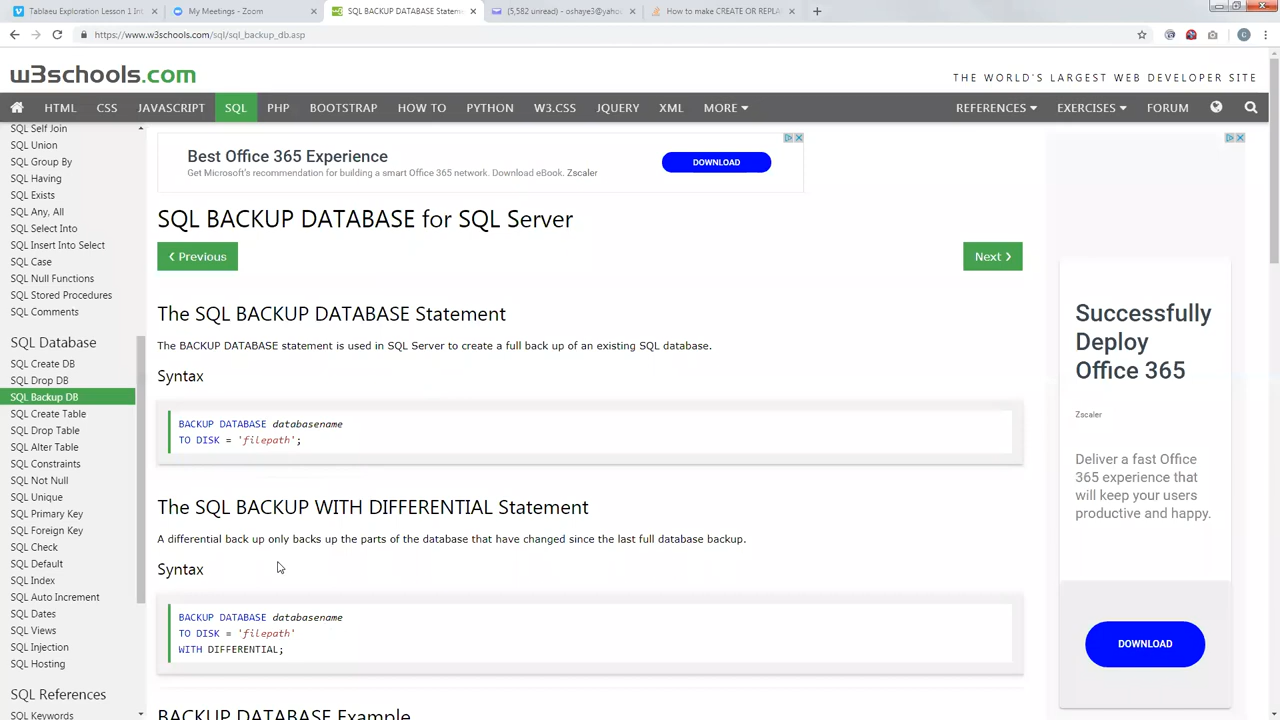 Tablaeu Exploration Lesson 1 In
My Meetings - Zoom
SQL BACKUP DATABASE Stateme
(5,582 unread) - oshaye3@yaho
How to make CREATE OR REPLA
https://www.w3schools.com/sql/sql_backup_db.asp
w3schools.com
THE WORLD'S LARGEST WEB DEVELOPER SITE
HTML CSS JAVASCRIPT SQL PHP BOOTSTRAP HOW TO PYTHON W3.CSS JQUERY XML MORE REFERENCES EXERCISES FORUM
SQL Self Join
SQL Union
SQL Group By
SQL Having
SQL Exists
SQL Any, All
SQL Select Into
SQL Insert Into Select
SQL Case
SQL Null Functions
SQL Stored Procedures
SQL Comments
SQL Database
SQL Create DB
SQL Drop DB
SQL Backup DB
SQL Create Table
SQL Drop Table
SQL Alter Table
SQL Constraints
SQL Not Null
SQL Unique
SQL Primary Key
SQL Foreign Key
SQL Check
SQL Default
SQL Index
SQL Auto Increment
SQL Dates
SQL Views
SQL Injection
SQL Hosting
SQL References
SQL Keywords
Best Office 365 Experience
Get Microsoft's recommendation for building a smart Office 365 network. Download eBook. Zscaler
DOWNLOAD
SQL BACKUP DATABASE for SQL Server
❮ Previous
Next ❯
The SQL BACKUP DATABASE Statement
The BACKUP DATABASE statement is used in SQL Server to create a full back up of an existing SQL database.
Syntax
BACKUP DATABASE databasename
TO DISK = 'filepath';
The SQL BACKUP WITH DIFFERENTIAL Statement
A differential back up only backs up the parts of the database that have changed since the last full database backup.
Syntax
BACKUP DATABASE databasename
TO DISK = 'filepath'
WITH DIFFERENTIAL;
BACKUP DATABASE Example
Successfully
Deploy
Office 365
Zscaler
Deliver a fast Office
365 experience that
will keep your users
productive and happy.
DOWNLOAD